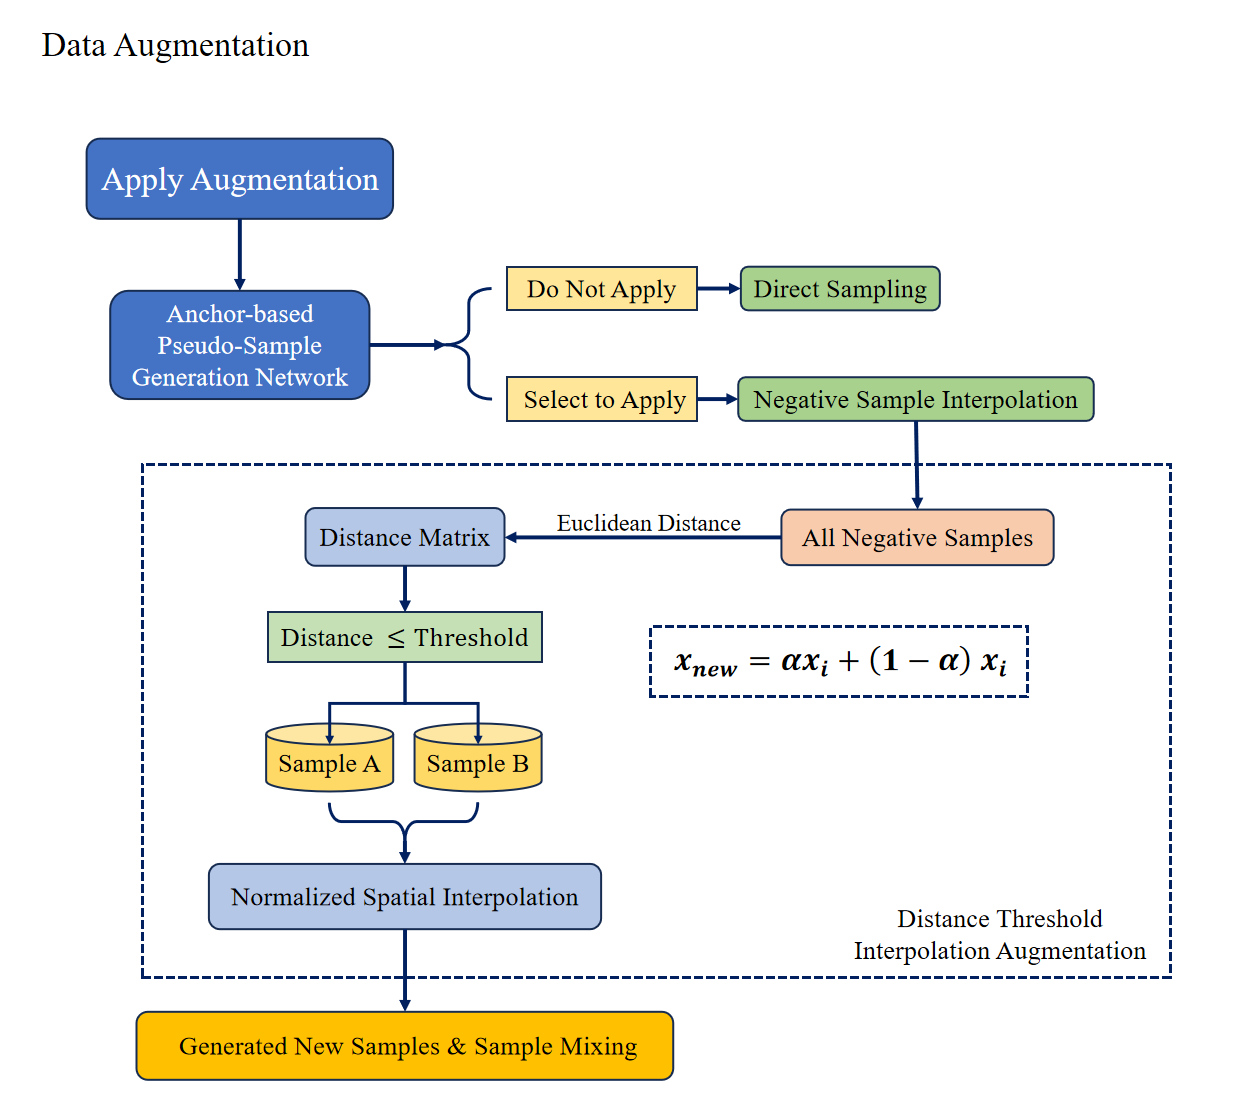 Data Augmentation
Apply Augmentation
Anchor-based
Pseudo-Sample
Generation Network
Do Not Apply
Direct Sampling
Select to Apply
Negative Sample Interpolation
Distance Matrix
Euclidean Distance
All Negative Samples
Distance ≤ Threshold
x_new = αx_i + (1 − α) x_i
Sample A
Sample B
Normalized Spatial Interpolation
Distance Threshold
Interpolation Augmentation
Generated New Samples & Sample Mixing